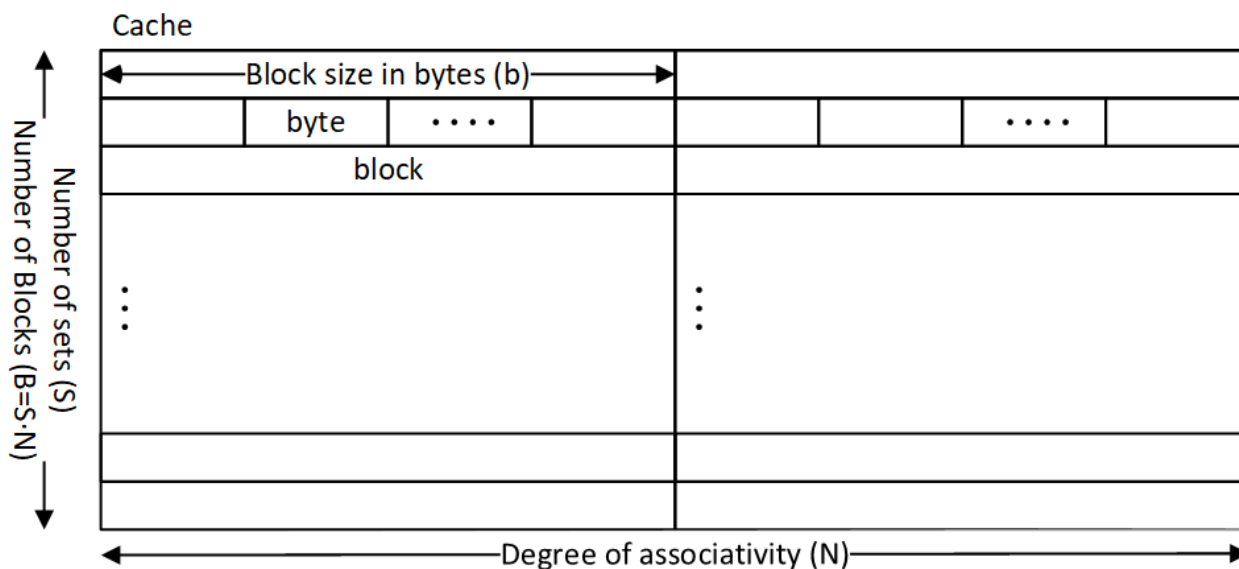 Cache
Block size in bytes (b)
byte
• • • •
• • • •
block
Number of sets (S)
Number of Blocks (B=S·N)
Degree of associativity (N)